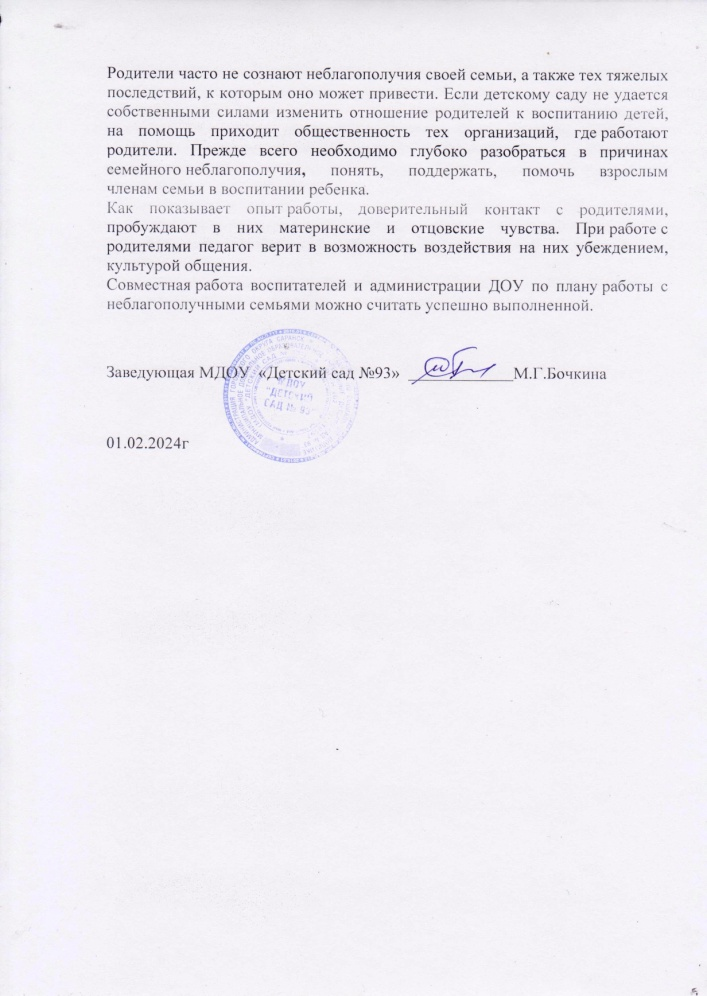 Родители часто не сознают неблагополучия своей семьи, а также тех тяжелых
последствий, к которым оно может привести. Если детскому саду не удается
собственными силами изменить отношение родителей к воспитанию детей,
на помощь приходит общественность тех организаций, где работают
родители. Прежде всего необходимо глубоко разобраться в причинах
семейного неблагополучия, понять, поддержать, помочь взрослым
членам семьи в воспитании ребенка.
Как показывает опыт работы, доверительный контакт с родителями,
пробуждают в них материнские и отцовские чувства. При работе с
родителями педагог верит в возможность воздействия на них убеждением,
культурой общения.
Совместная работа воспитателей и администрации ДОУ по плану работы с
неблагополучными семьями можно считать успешно выполненной.
Заведующая МДОУ «Детский сад №93» ____________М.Г.Бочкина
МДОУ
"ДЕТСКИЙ
САД № 93"
01.02.2024г